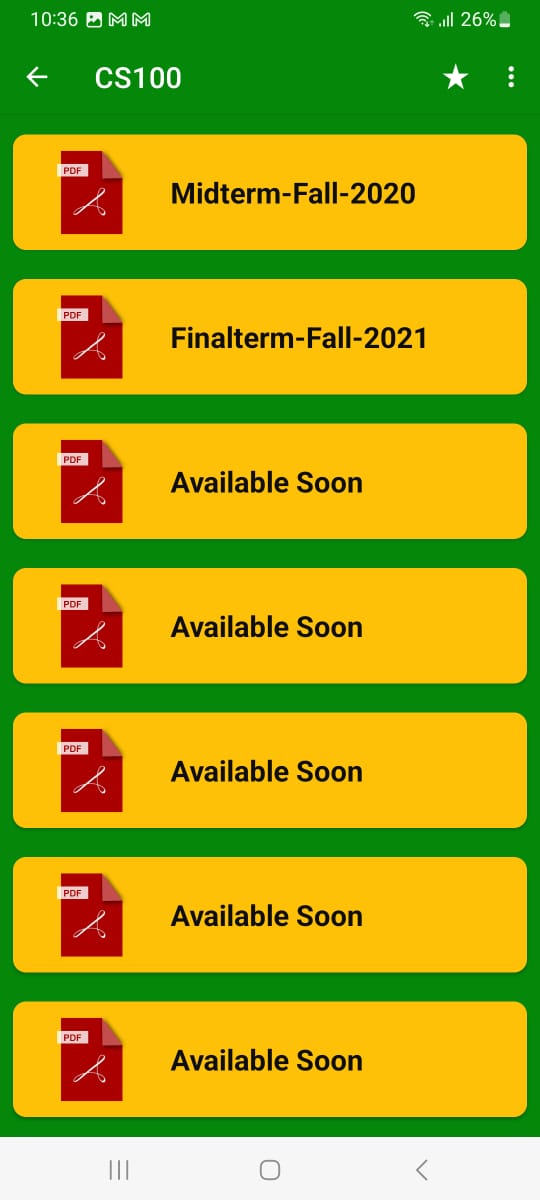 10:36 26%
CS100
PDF
Midterm-Fall-2020
PDF
Finalterm-Fall-2021
PDF
Available Soon
PDF
Available Soon
PDF
Available Soon
PDF
Available Soon
PDF
Available Soon